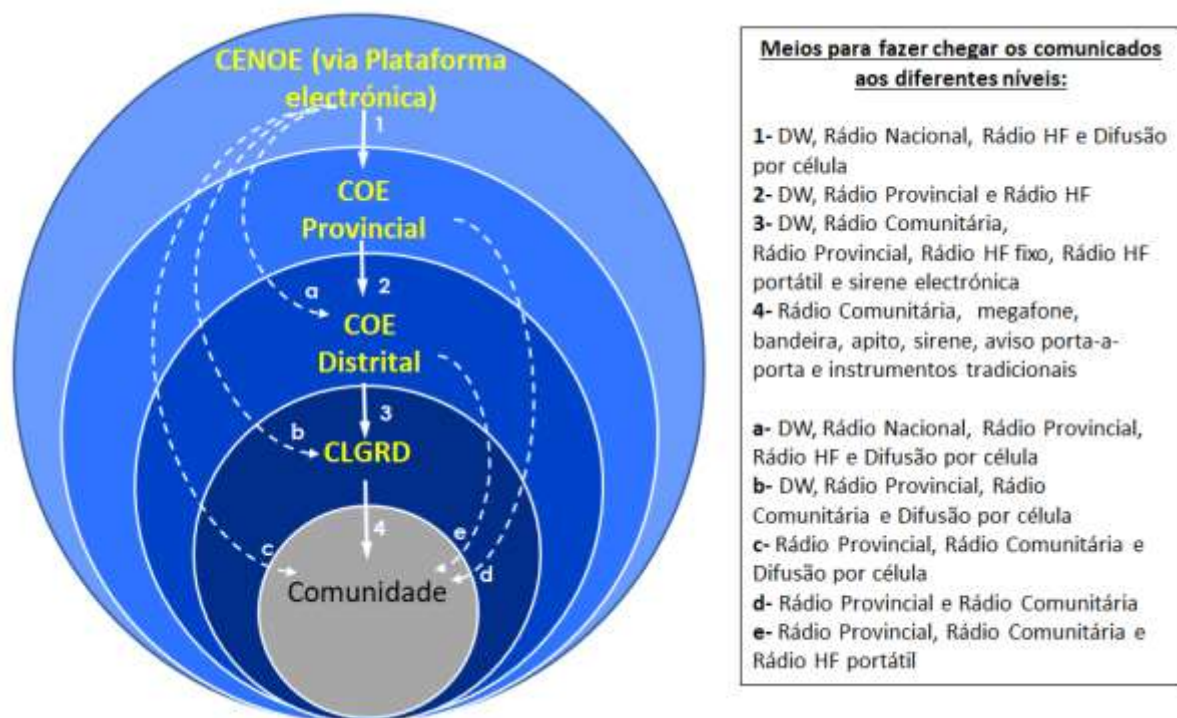 CENOE (via Plataforma
electrónica)
1
COE
Provincial
2
a
COE
Distrital
3
b
CLGRD
4
e
c
d
Comunidade
Meios para fazer chegar os comunicados
aos diferentes níveis:
1- DW, Rádio Nacional, Rádio HF e Difusão
por célula
2- DW, Rádio Provincial e Rádio HF
3- DW, Rádio Comunitária,
Rádio Provincial, Rádio HF fixo, Rádio HF
portátil e sirene electrónica
4- Rádio Comunitária, megafone,
bandeira, apito, sirene, aviso porta-a-
porta e instrumentos tradicionais
a- DW, Rádio Nacional, Rádio Provincial,
Rádio HF e Difusão por célula
b- DW, Rádio Provincial, Rádio
Comunitária e Difusão por célula
c- Rádio Provincial, Rádio Comunitária e
Difusão por célula
d- Rádio Provincial e Rádio Comunitária
e- Rádio Provincial, Rádio Comunitária e
Rádio HF portátil